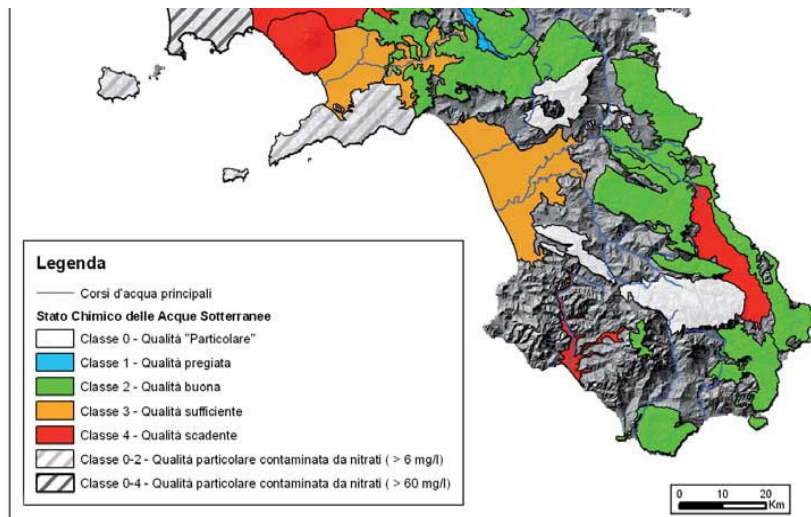 Legenda
Corsi d'acqua principali
Stato Chimico delle Acque Sotterranee
Classe 0 - Qualità "Particolare"
Classe 1 - Qualità pregiata
Classe 2 - Qualità buona
Classe 3 - Qualità sufficiente
Classe 4 - Qualità scadente
Classe 0-2 - Qualità particolare contaminata da nitrati ( > 6 mg/l)
Classe 0-4 - Qualità particolare contaminata da nitrati ( > 60 mg/l)
0 10 20
Km